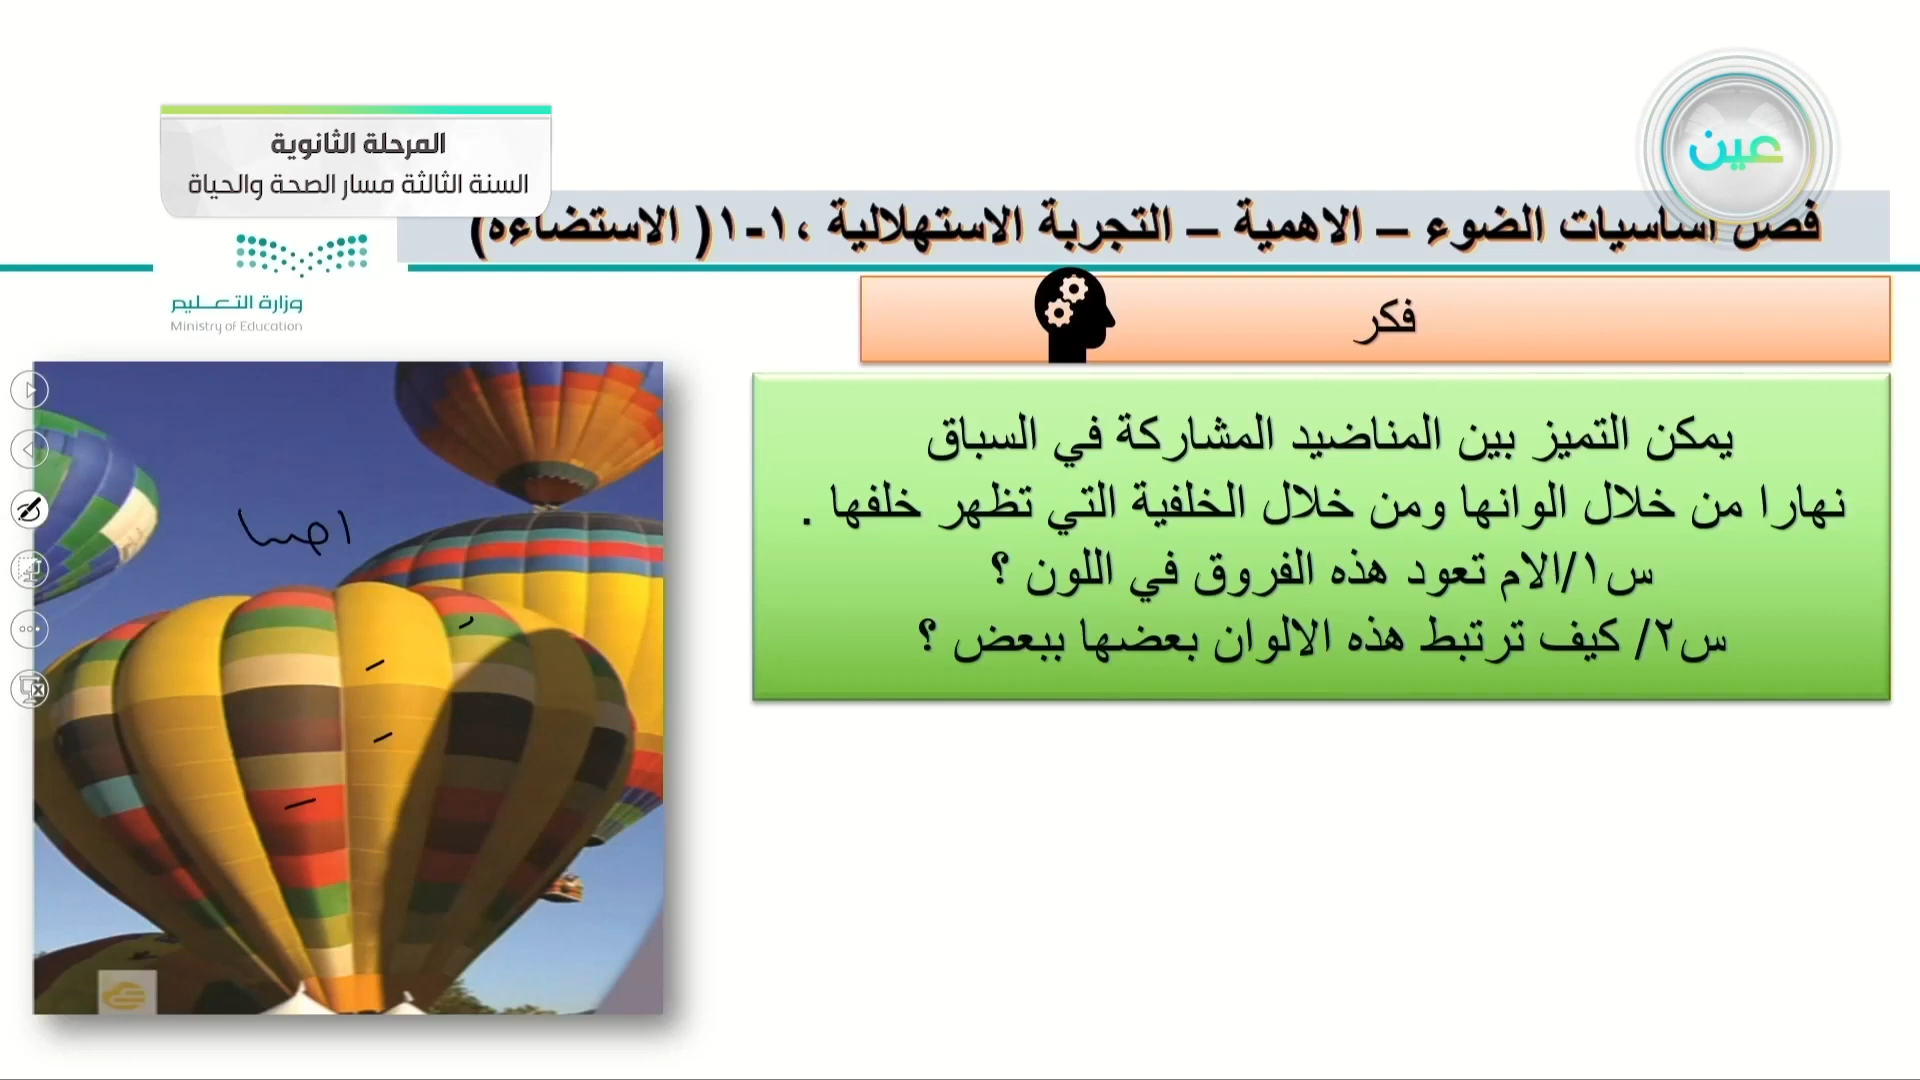 عين
المرحلة الثانوية
السنة الثالثة مسار الصحة والحياة
فصل اساسيات الضوء – الاهمية – التجربة الاستهلالية ،١-١( الاستضاءه)
وزارة التعليم
Ministry of Education
فكر
يمكن التميز بين المناضيد المشاركة في السباق
نهارا من خلال الوانها ومن خلال الخلفية التي تظهر خلفها .
س١/الام تعود هذه الفروق في اللون ؟
س٢/ كيف ترتبط هذه الالوان بعضها ببعض ؟